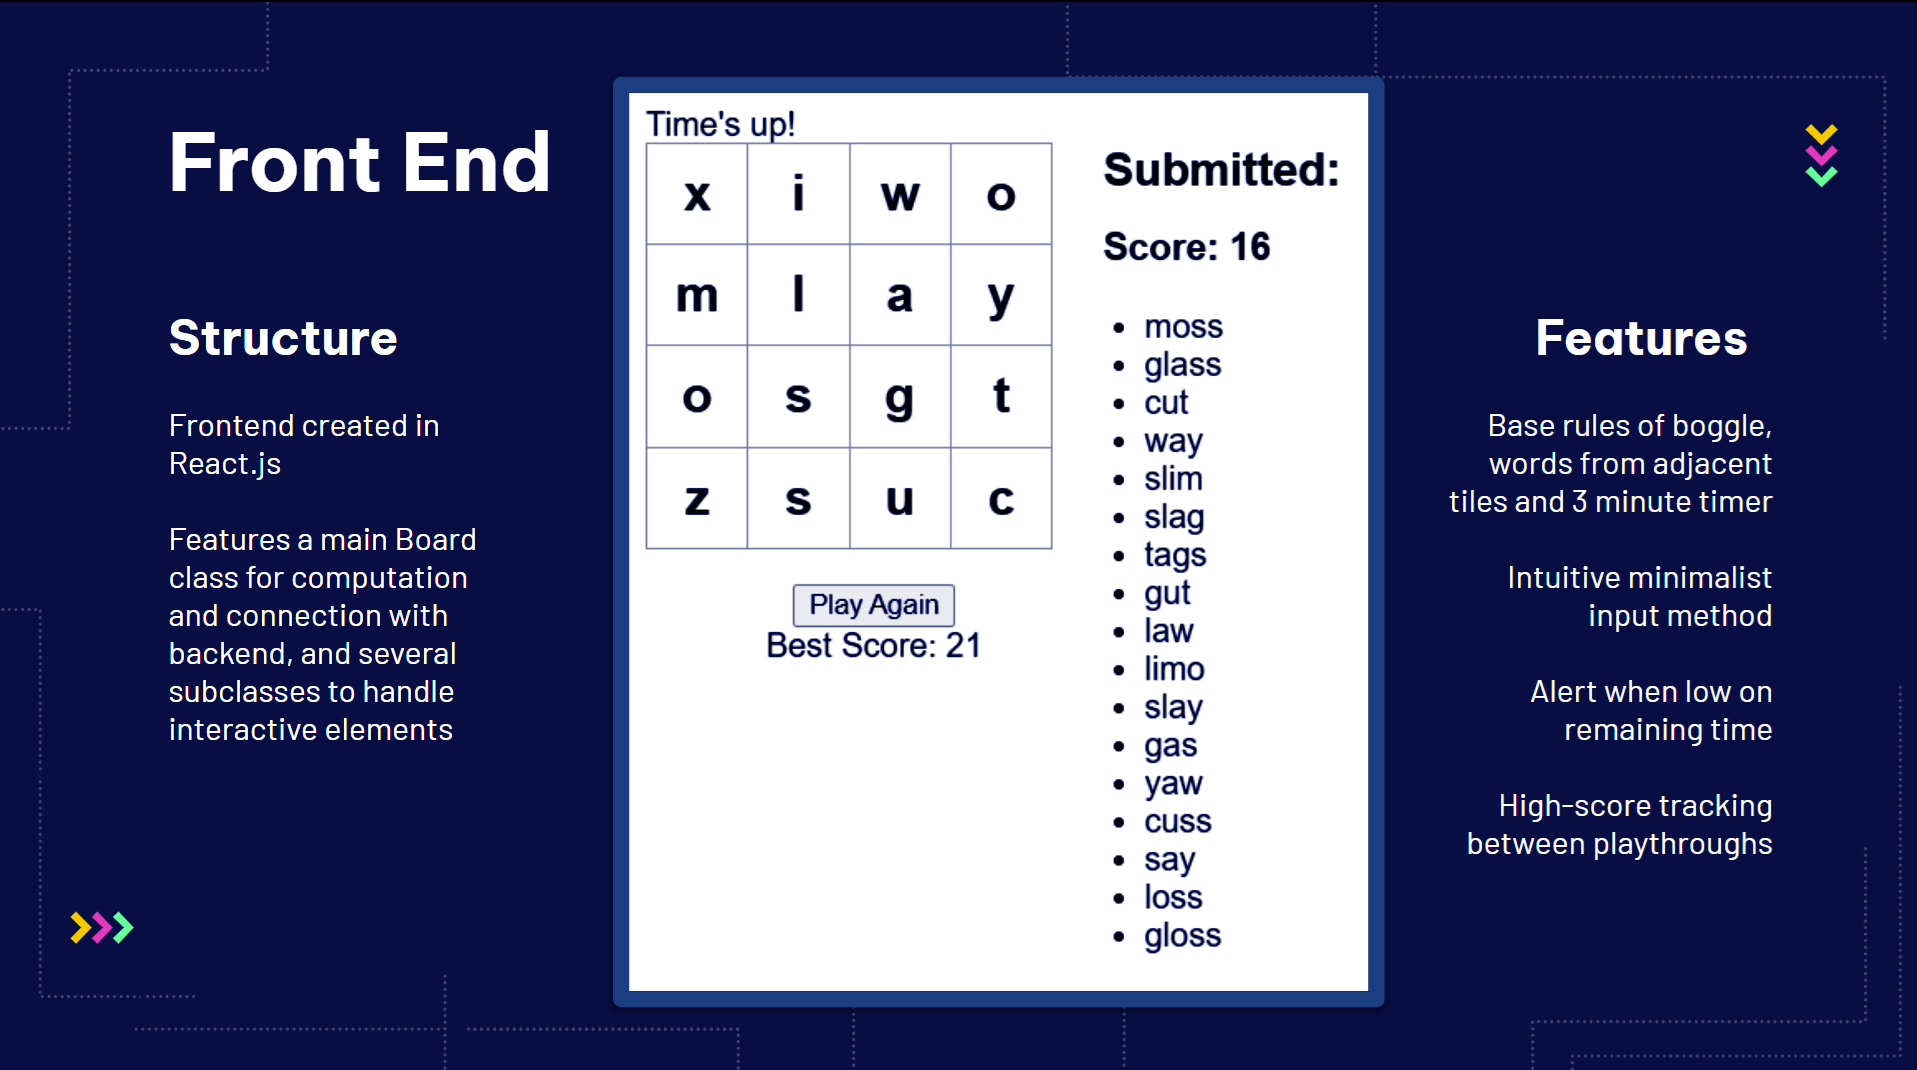 Front End
Structure
Frontend created in
React.js
Features a main Board
class for computation
and connection with
backend, and several
subclasses to handle
interactive elements
Time's up!
x i w o
m l a y
o s g t
z s u c
Play Again
Best Score: 21
Submitted:
Score: 16
• moss
• glass
• cut
• way
• slim
• slag
• tags
• gut
• law
• limo
• slay
• gas
• yaw
• cuss
• say
• loss
• gloss
Features
Base rules of boggle,
words from adjacent
tiles and 3 minute timer
Intuitive minimalist
input method
Alert when low on
remaining time
High-score tracking
between playthroughs